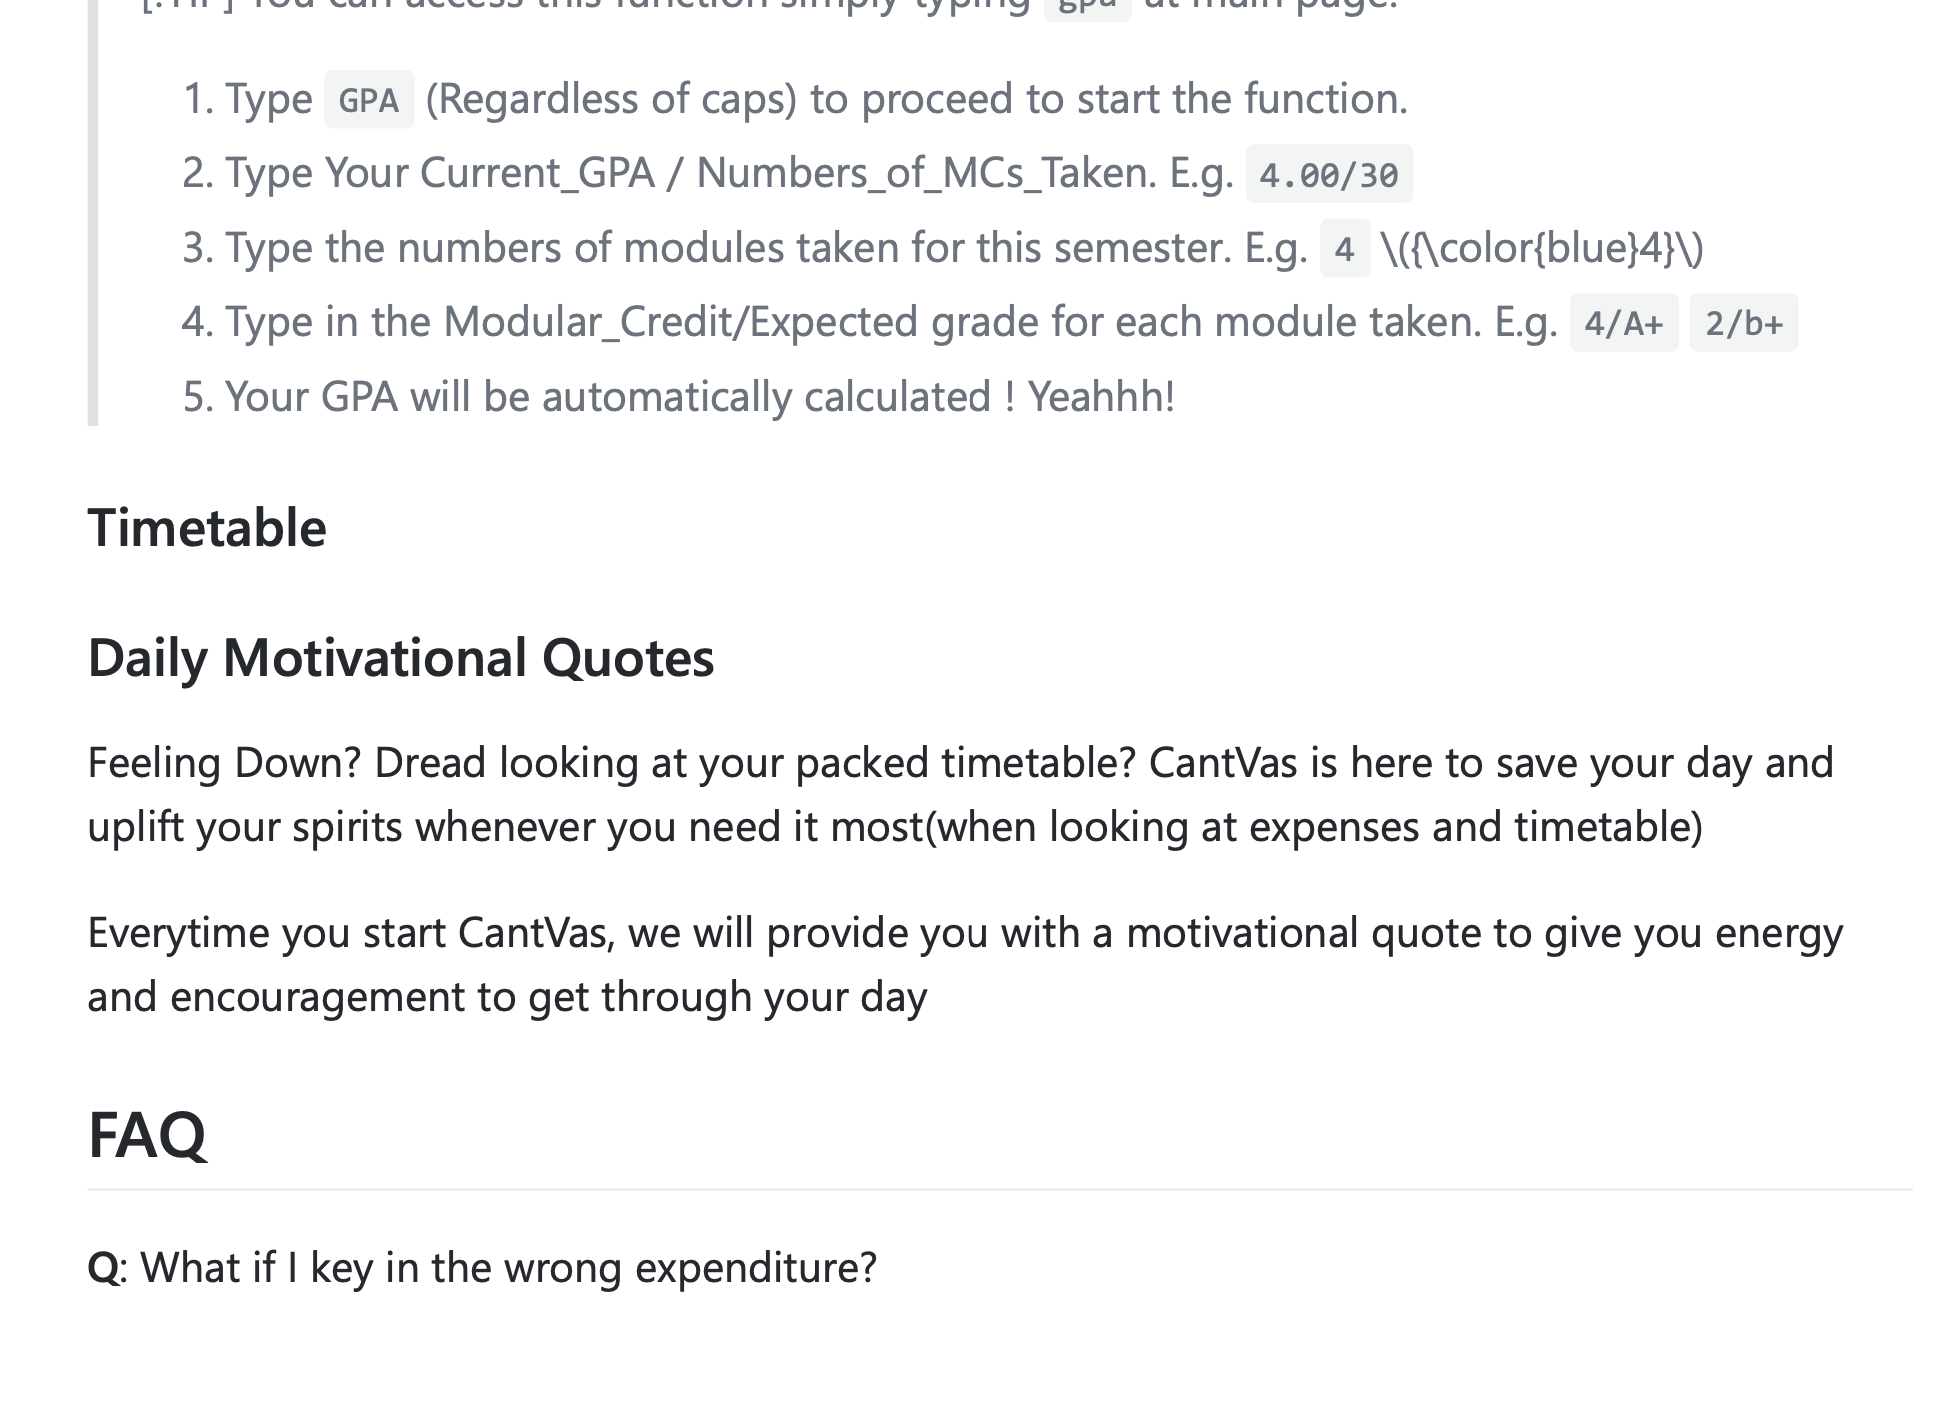 [!TIP] You can access this function simply typing gpa at main page.
1. Type GPA (Regardless of caps) to proceed to start the function.
2. Type Your Current_GPA / Numbers_of_MCs_Taken. E.g. 4.00/30
3. Type the numbers of modules taken for this semester. E.g. 4 \({\color{blue}4}\)
4. Type in the Modular_Credit/Expected grade for each module taken. E.g. 4/A+ 2/b+
5. Your GPA will be automatically calculated ! Yeahhh!
Timetable
Daily Motivational Quotes
Feeling Down? Dread looking at your packed timetable? CantVas is here to save your day and
uplift your spirits whenever you need it most(when looking at expenses and timetable)
Everytime you start CantVas, we will provide you with a motivational quote to give you energy
and encouragement to get through your day
FAQ
Q: What if I key in the wrong expenditure?